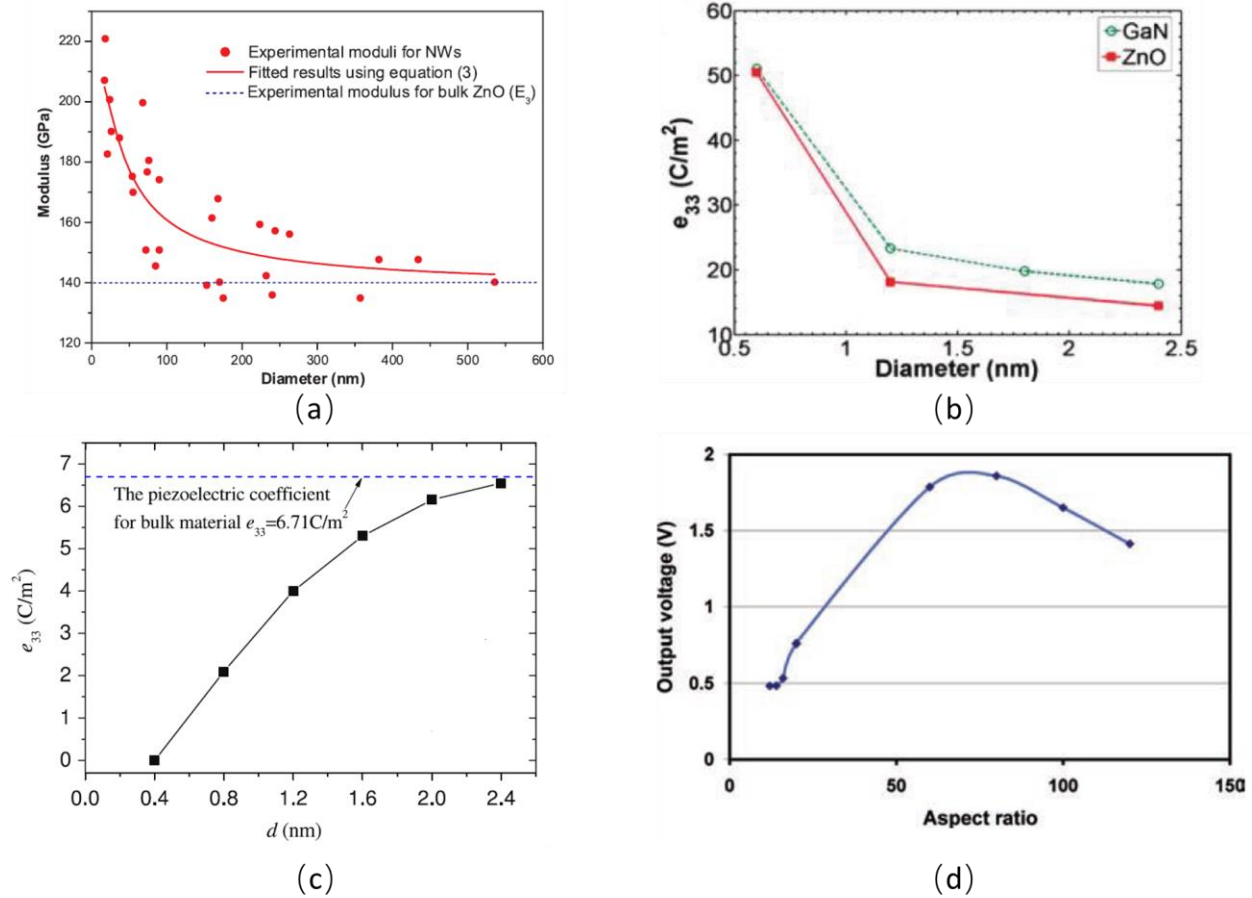 220
200
180
160
140
120
Modulus (GPa)
Experimental moduli for NWs
Fitted results using equation (3)
Experimental modulus for bulk ZnO (E₃)
0 100 200 300 400 500 600
Diameter (nm)
(a)
60
50
40
30
20
10
e₃₃ (C/m²)
GaN
ZnO
0.5 1 1.5 2 2.5
Diameter (nm)
(b)
7
6
5
4
3
2
1
0
e₃₃ (C/m²)
The piezoelectric coefficient
for bulk material e₃₃=6.71C/m²
0.0 0.4 0.8 1.2 1.6 2.0 2.4
d (nm)
(c)
2
1.5
1
0.5
0
Output voltage (V)
0 50 100 150
Aspect ratio
(d)